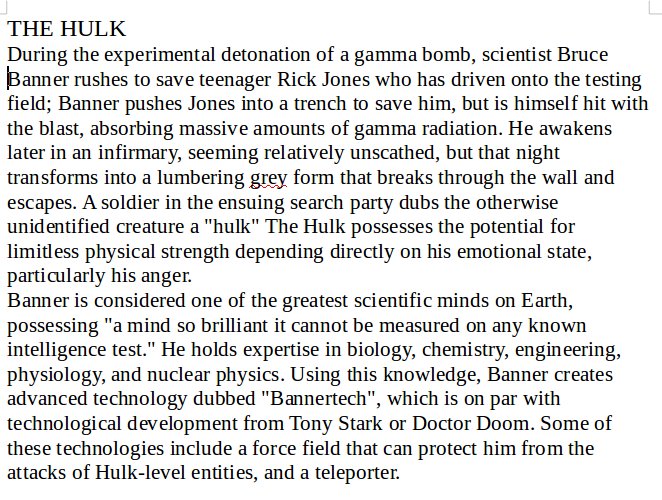 THE HULK
During the experimental detonation of a gamma bomb, scientist Bruce
Banner rushes to save teenager Rick Jones who has driven onto the testing
field; Banner pushes Jones into a trench to save him, but is himself hit with
the blast, absorbing massive amounts of gamma radiation. He awakens
later in an infirmary, seeming relatively unscathed, but that night
transforms into a lumbering grey form that breaks through the wall and
escapes. A soldier in the ensuing search party dubs the otherwise
unidentified creature a "hulk" The Hulk possesses the potential for
limitless physical strength depending directly on his emotional state,
particularly his anger.
Banner is considered one of the greatest scientific minds on Earth,
possessing "a mind so brilliant it cannot be measured on any known
intelligence test." He holds expertise in biology, chemistry, engineering,
physiology, and nuclear physics. Using this knowledge, Banner creates
advanced technology dubbed "Bannertech", which is on par with
technological development from Tony Stark or Doctor Doom. Some of
these technologies include a force field that can protect him from the
attacks of Hulk-level entities, and a teleporter.